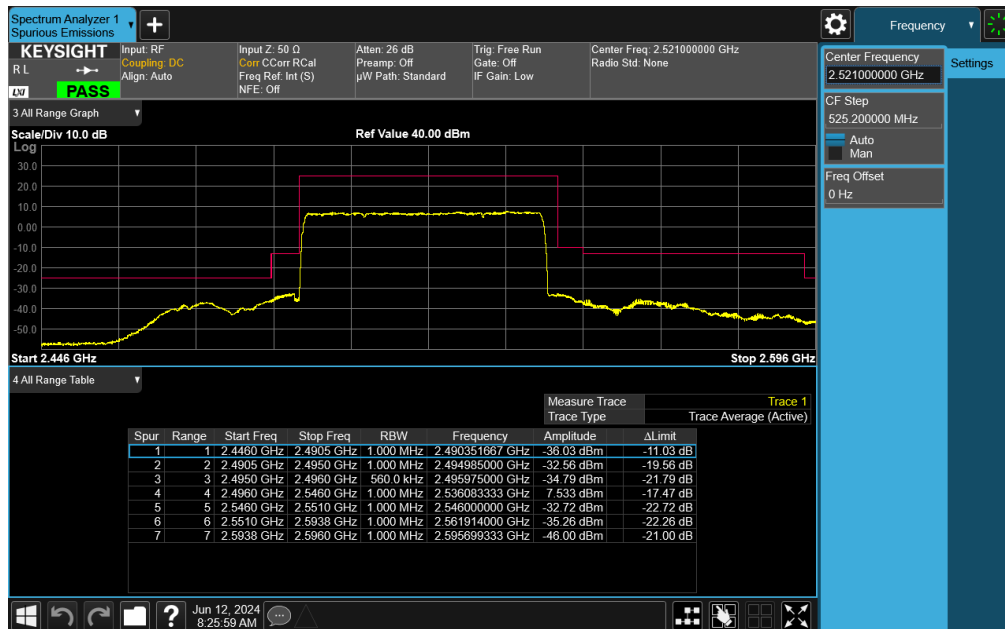 Spectrum Analyzer 1
Spurious Emissions
Frequency
KEYSIGHT
R L
LXI
PASS
Input: RF
Coupling: DC
Align: Auto
Input Z: 50 Ω
Corr CCorr RCal
Freq Ref: Int (S)
NFE: Off
Atten: 26 dB
Preamp: Off
µW Path: Standard
Trig: Free Run
Gate: Off
IF Gain: Low
Center Freq: 2.521000000 GHz
Radio Std: None
Center Frequency
2.521000000 GHz
Settings
CF Step
525.200000 MHz
Auto
Man
Freq Offset
0 Hz
3 All Range Graph
Scale/Div 10.0 dB Ref Value 40.00 dBm
Log
30.0
20.0
10.0
0.00
-10.0
-20.0
-30.0
-40.0
-50.0
Start 2.446 GHz Stop 2.596 GHz
4 All Range Table
Measure Trace Trace 1
Trace Type Trace Average (Active)
Spur Range Start Freq Stop Freq RBW Frequency Amplitude ΔLimit
1 1 2.4460 GHz 2.4905 GHz 1.000 MHz 2.490351667 GHz -36.03 dBm -11.03 dB
2 2 2.4905 GHz 2.4950 GHz 1.000 MHz 2.494985000 GHz -32.56 dBm -19.56 dB
3 3 2.4950 GHz 2.4960 GHz 560.0 kHz 2.495975000 GHz -34.79 dBm -21.79 dB
4 4 2.4960 GHz 2.5460 GHz 1.000 MHz 2.536083333 GHz 7.533 dBm -17.47 dB
5 5 2.5460 GHz 2.5510 GHz 1.000 MHz 2.546000000 GHz -32.72 dBm -22.72 dB
6 6 2.5510 GHz 2.5938 GHz 1.000 MHz 2.561914000 GHz -35.26 dBm -22.26 dB
7 7 2.5938 GHz 2.5960 GHz 1.000 MHz 2.595699333 GHz -46.00 dBm -21.00 dB
?
Jun 12, 2024
8:25:59 AM